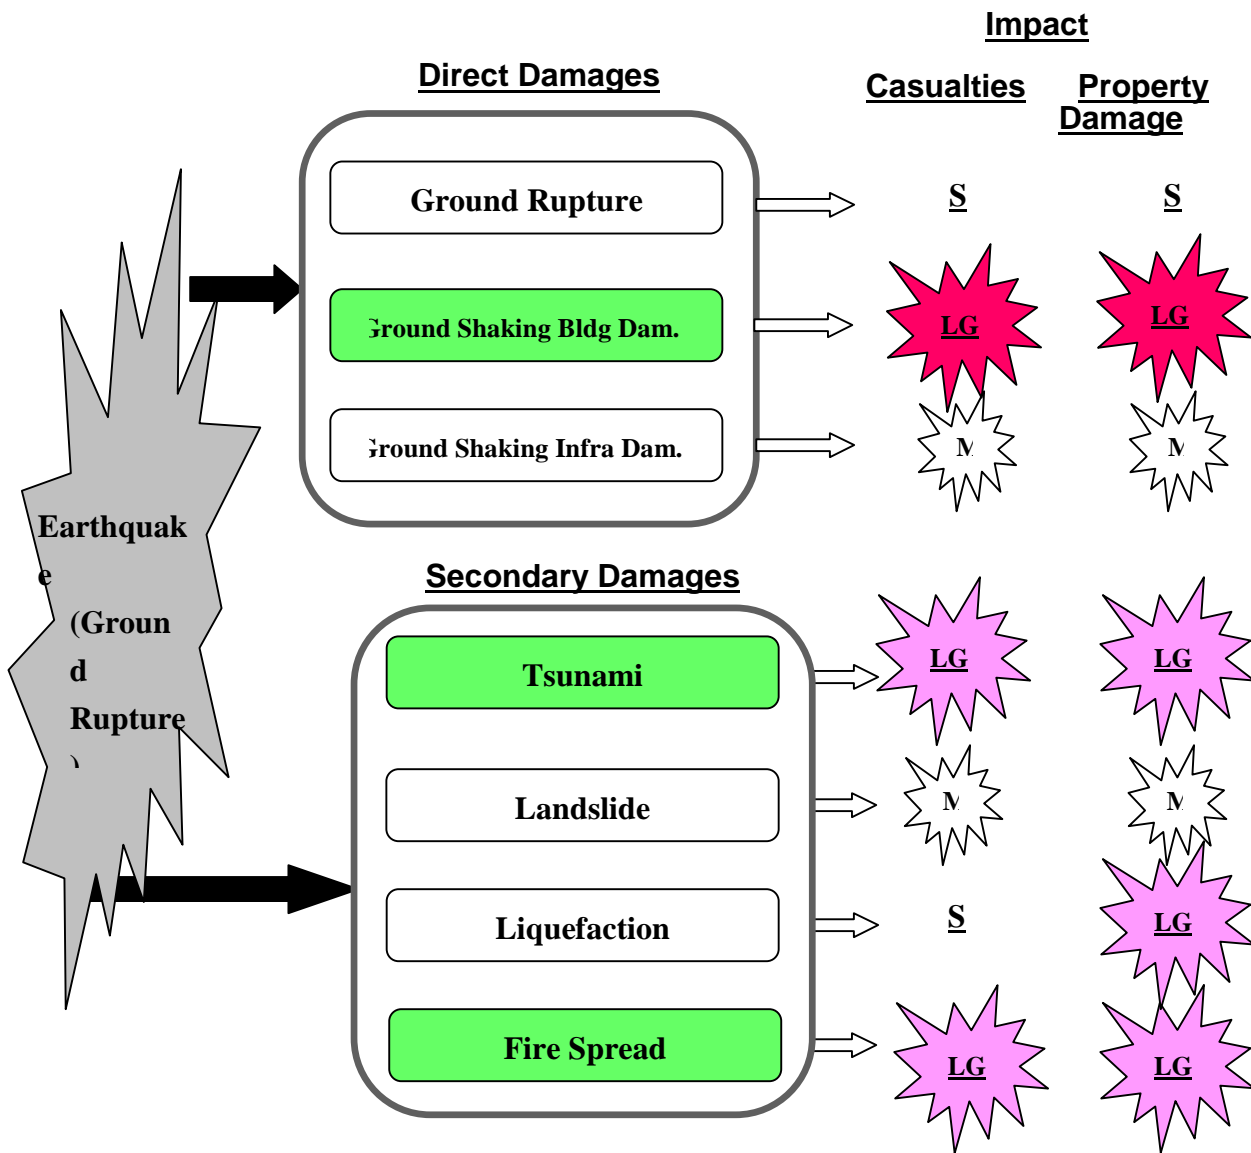 Impact
Direct Damages
Casualties
Property
Damage
Ground Rupture
S
S
Ground Shaking Bldg Dam.
LG
LG
Ground Shaking Infra Dam.
M
M
Earthquak
e
(Groun
d
Rupture
)
Secondary Damages
Tsunami
LG
LG
Landslide
M
M
Liquefaction
S
LG
Fire Spread
LG
LG